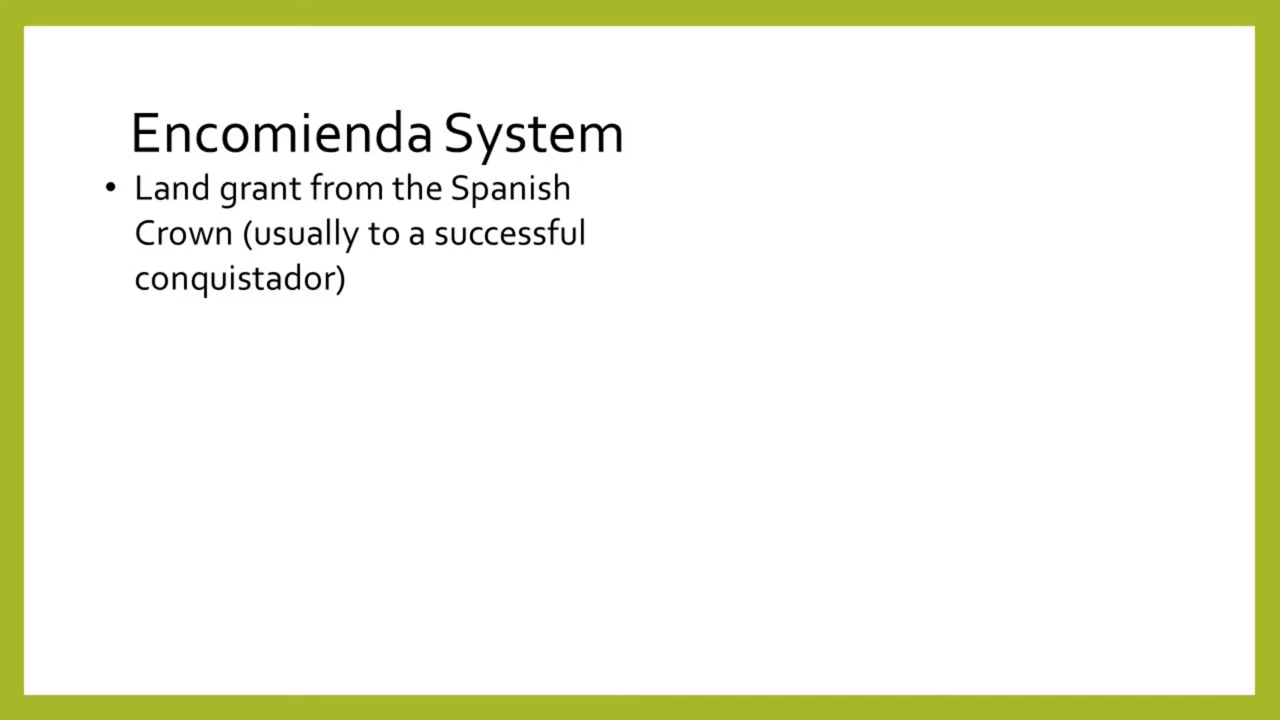 Encomienda System
• Land grant from the Spanish
Crown (usually to a successful
conquistador)